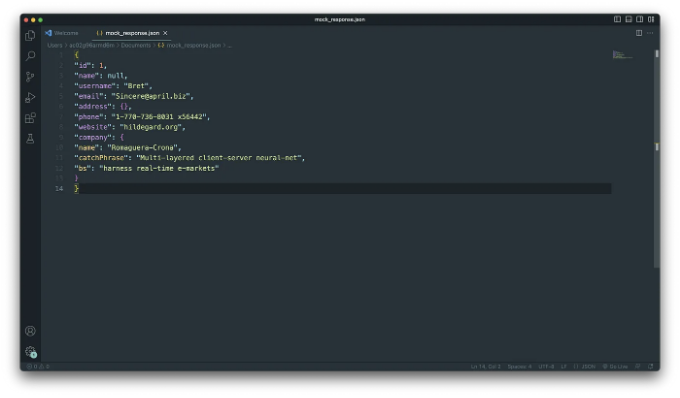 mock_response.json
Welcome
{.} mock_response.json ×
Documents > {.} mock_response.json > ...
1 {
2 "id": 1,
3 "name": null,
4 "username": "Bret",
5 "email": "Sincere@april.biz",
6 "address": {},
7 "phone": "1-770-736-8031 x56442",
8 "website": "hildegard.org",
9 "company": {
10 "name": "Romaguera-Crona",
11 "catchPhrase": "Multi-layered client-server neural-net",
12 "bs": "harness real-time e-markets"
13 }
14 }
Ln 14, Col 2 Spaces: 4 UTF-8 LF {} JSON Go Live